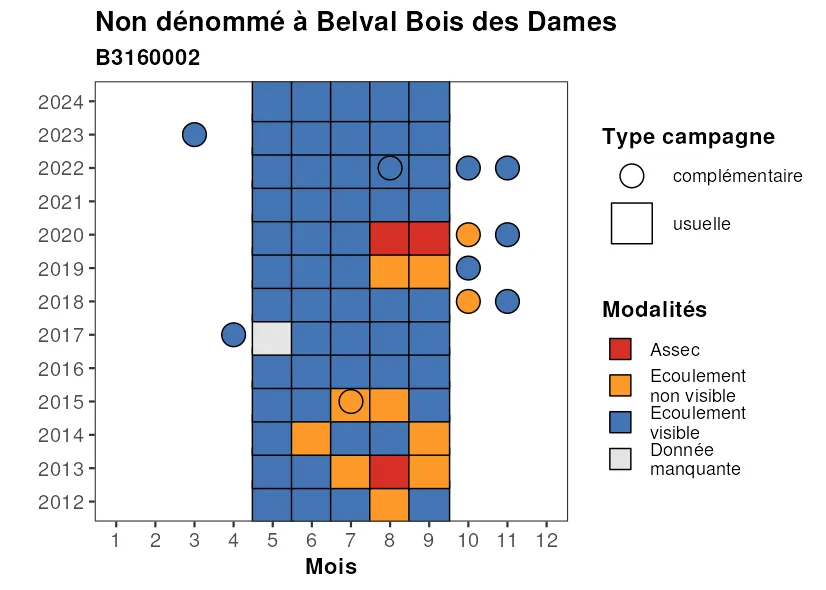 Non dénommé à Belval Bois des Dames
B3160002
2024
2023
2022
2021
2020
2019
2018
2017
2016
2015
2014
2013
2012
1 2 3 4 5 6 7 8 9 10 11 12
Mois
Type campagne
complémentaire
usuelle
Modalités
Assec
Ecoulement
non visible
Ecoulement
visible
Donnée
manquante